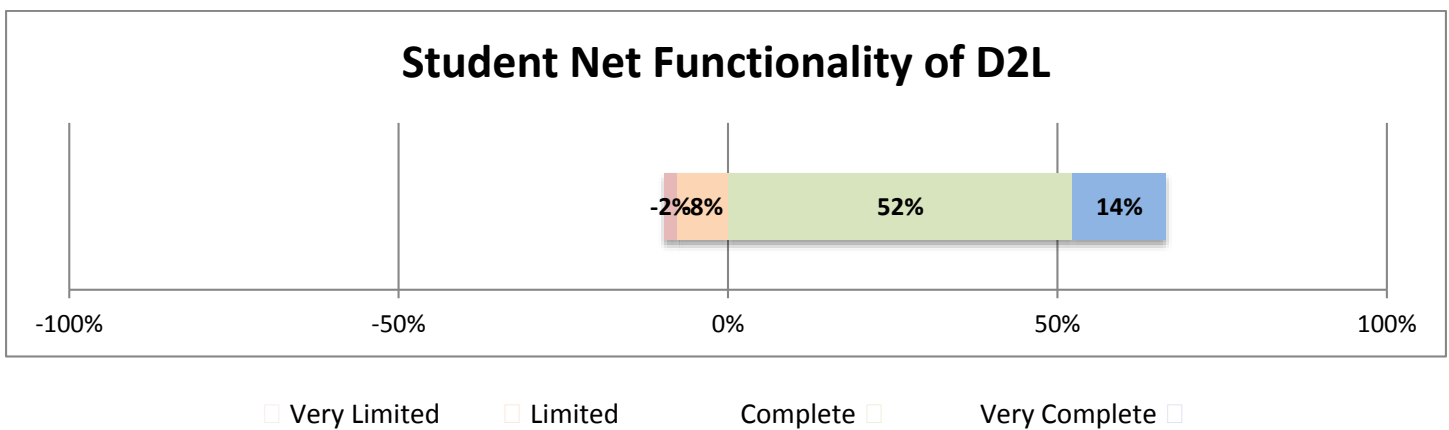 Student Net Functionality of D2L
-2% -8% 52% 14%
-100% -50% 0% 50% 100%
Very Limited Limited Complete Very Complete